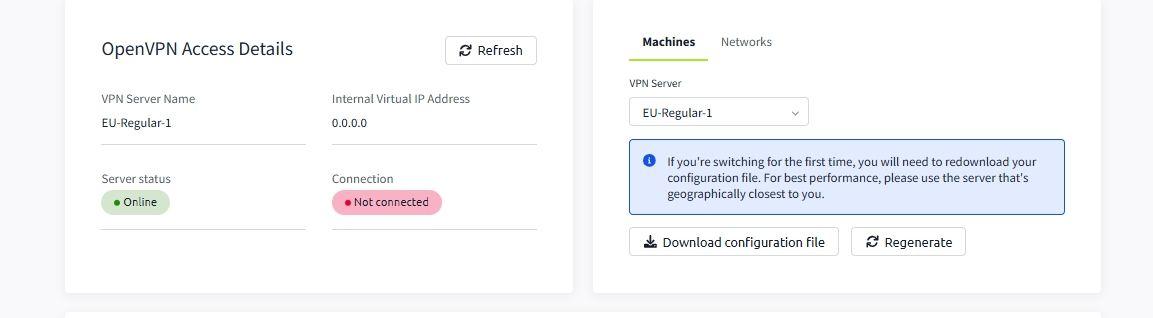 OpenVPN Access Details
Refresh
VPN Server Name
EU-Regular-1
Internal Virtual IP Address
0.0.0.0
Server status
Online
Connection
Not connected
Machines
Networks
VPN Server
EU-Regular-1
If you're switching for the first time, you will need to redownload your
configuration file. For best performance, please use the server that's
geographically closest to you.
Download configuration file
Regenerate